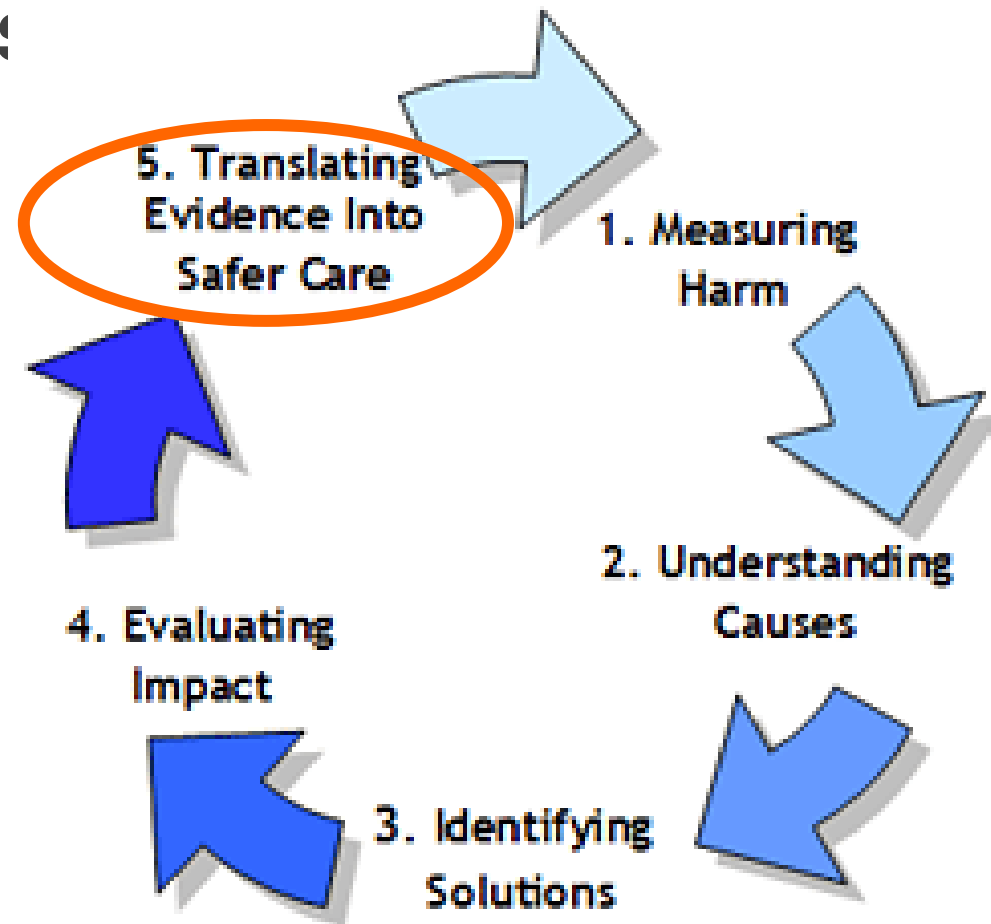 5. Translating
Evidence Into
Safer Care
1. Measuring
Harm
2. Understanding
Causes
3. Identifying
Solutions
4. Evaluating
Impact